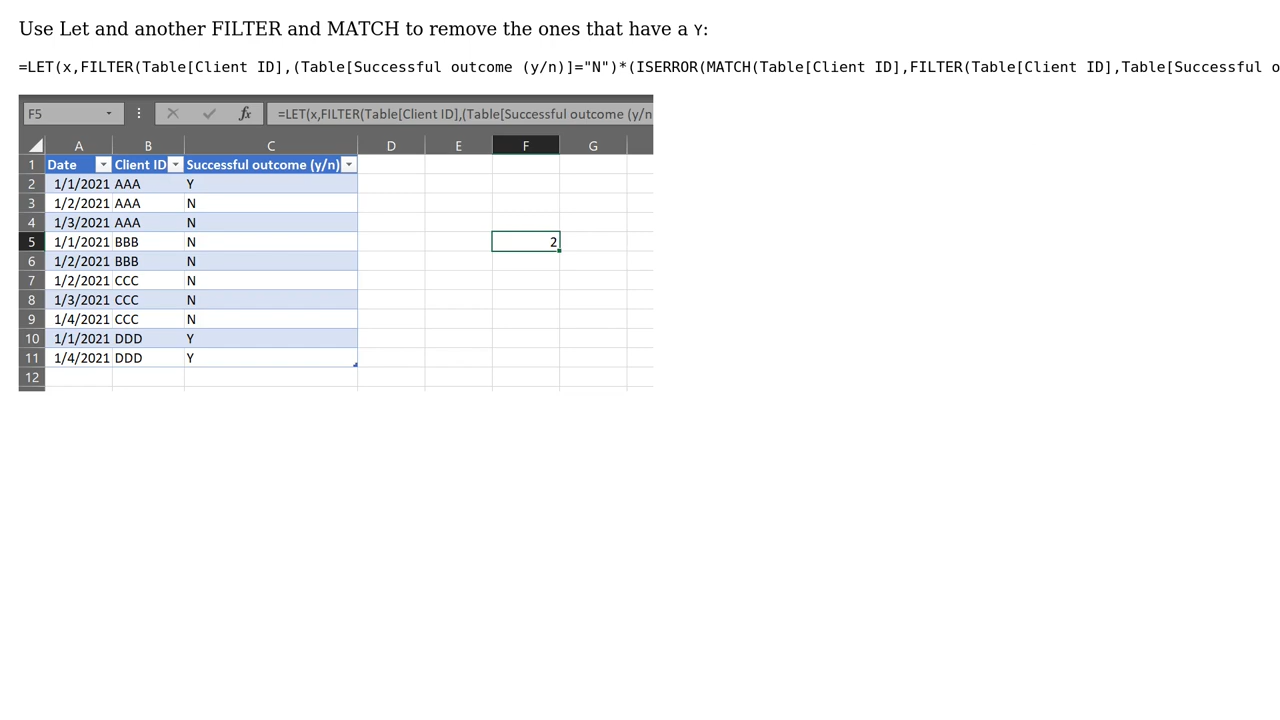 Use Let and another FILTER and MATCH to remove the ones that have a Y:
=LET(x,FILTER(Table[Client ID],(Table[Successful outcome (y/n)]="N")*(ISERROR(MATCH(Table[Client ID],FILTER(Table[Client ID],Table[Successful o
F5 fx =LET(x,FILTER(Table[Client ID],(Table[Successful outcome (y/n
A B C D E F G
1 Date Client ID Successful outcome (y/n)
2 1/1/2021 AAA Y
3 1/2/2021 AAA N
4 1/3/2021 AAA N
5 1/1/2021 BBB N 2
6 1/2/2021 BBB N
7 1/2/2021 CCC N
8 1/3/2021 CCC N
9 1/4/2021 CCC N
10 1/1/2021 DDD Y
11 1/4/2021 DDD Y
12